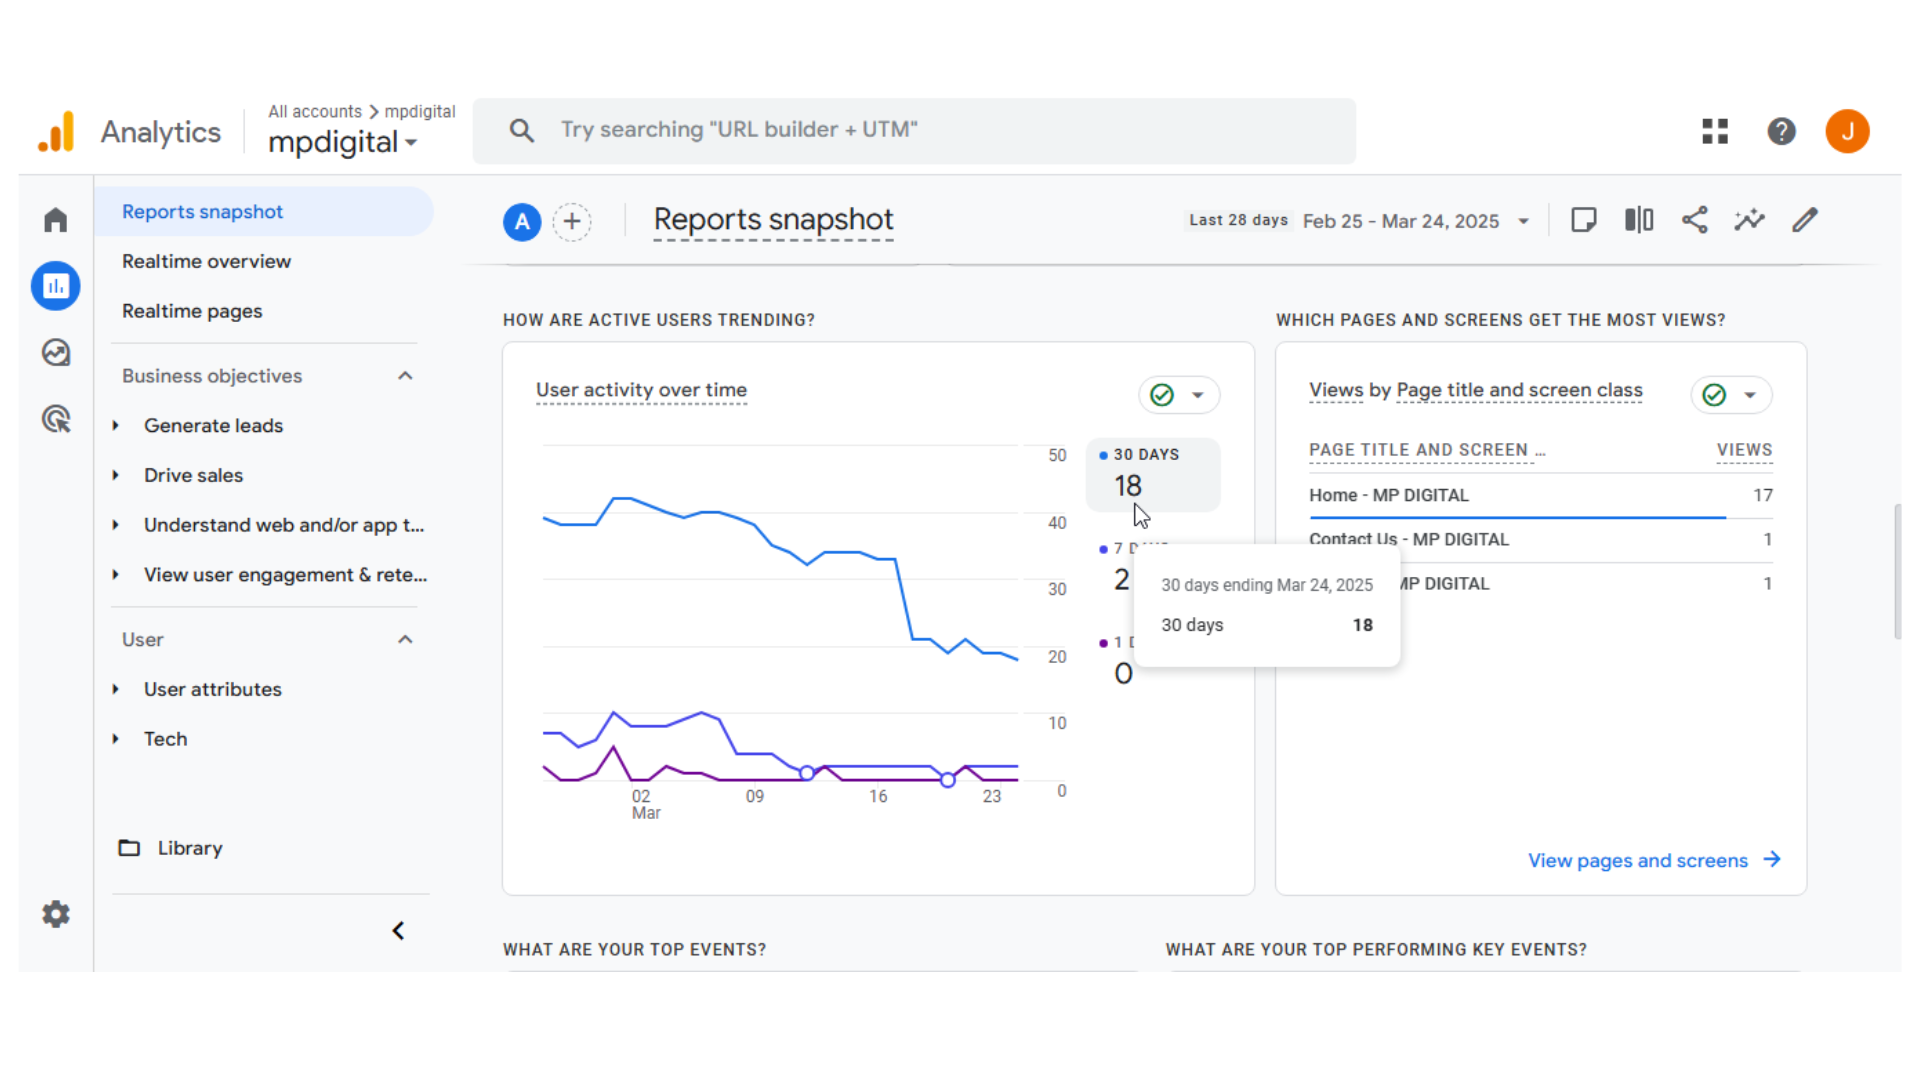 Analytics
All accounts > mpdigital
mpdigital
Try searching "URL builder + UTM"
J
Reports snapshot
Realtime overview
Realtime pages
Business objectives
Generate leads
Drive sales
Understand web and/or app t...
View user engagement & rete...
User
User attributes
Tech
Library
A
Reports snapshot
Last 28 days Feb 25 - Mar 24, 2025
HOW ARE ACTIVE USERS TRENDING?
User activity over time
50
40
30
20
10
0
02
Mar
09
16
23
30 DAYS
18
7
2
1
0
30 days ending Mar 24, 2025
30 days 18
WHICH PAGES AND SCREENS GET THE MOST VIEWS?
Views by Page title and screen class
PAGE TITLE AND SCREEN ... VIEWS
Home - MP DIGITAL 17
Contact Us - MP DIGITAL 1
MP DIGITAL 1
View pages and screens
WHAT ARE YOUR TOP EVENTS?
WHAT ARE YOUR TOP PERFORMING KEY EVENTS?